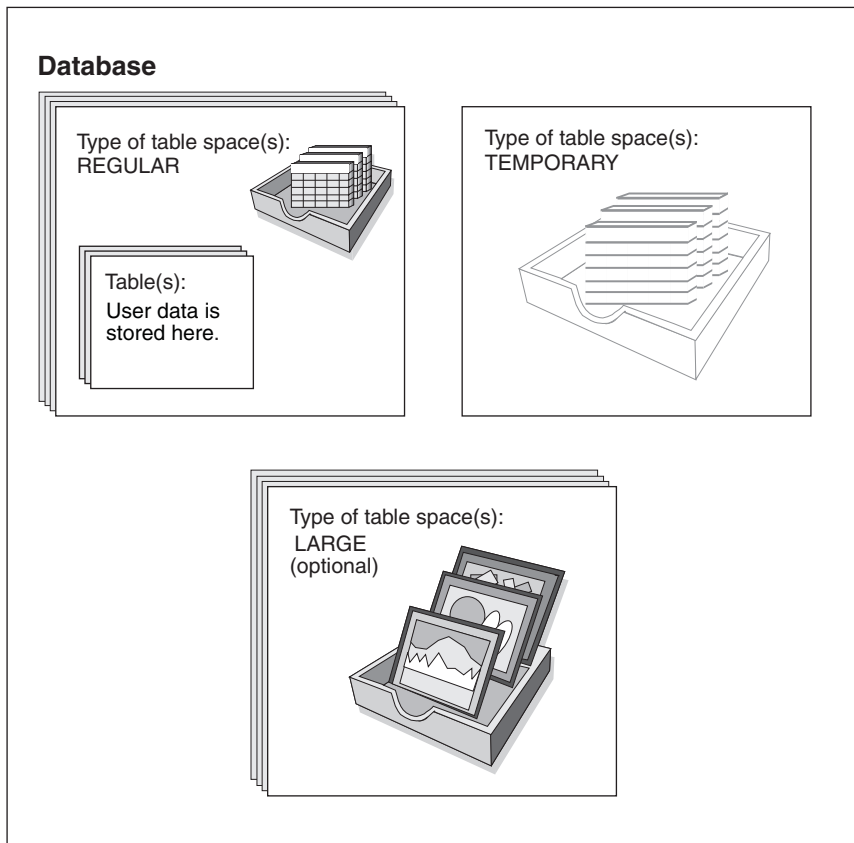 Database
Type of table space(s):
REGULAR
Table(s):
User data is
stored here.
Type of table space(s):
TEMPORARY
Type of table space(s):
LARGE
(optional)